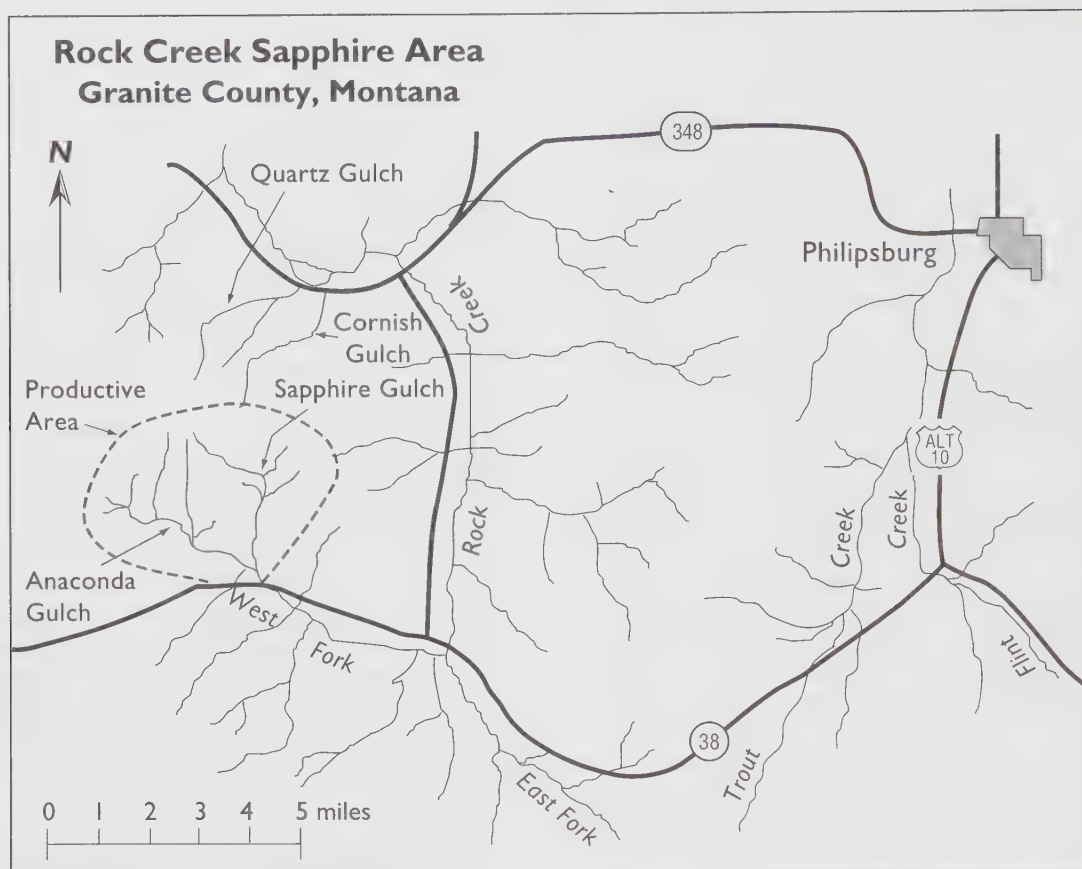 Rock Creek Sapphire Area
Granite County, Montana
N
348
Quartz Gulch
Philipsburg
Creek
Cornish
Gulch
Productive
Area
Sapphire Gulch
ALT
10
Rock
Creek
Creek
Anaconda
Gulch
West
Fork
Flint
38
Trout
East Fork
0 1 2 3 4 5 miles